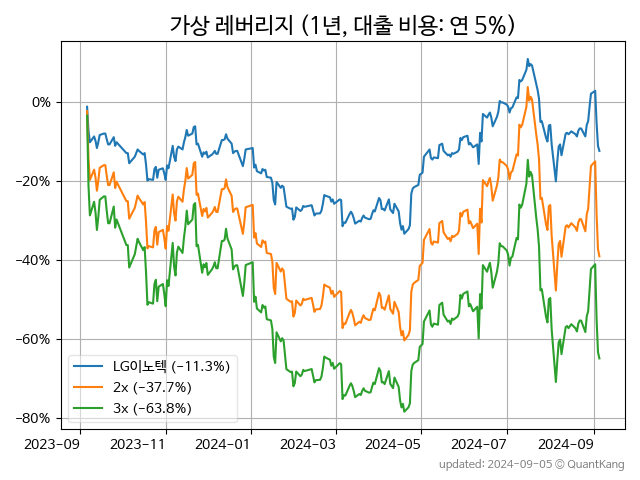 가상 레버리지 (1년, 대출 비용: 연 5%)
0%
−20%
−40%
−60%
−80%
LG이노텍 (−11.3%)
2x (−37.7%)
3x (−63.8%)
2023-09 2023-11 2024-01 2024-03 2024-05 2024-07 2024-09
updated: 2024-09-05 © QuantKang